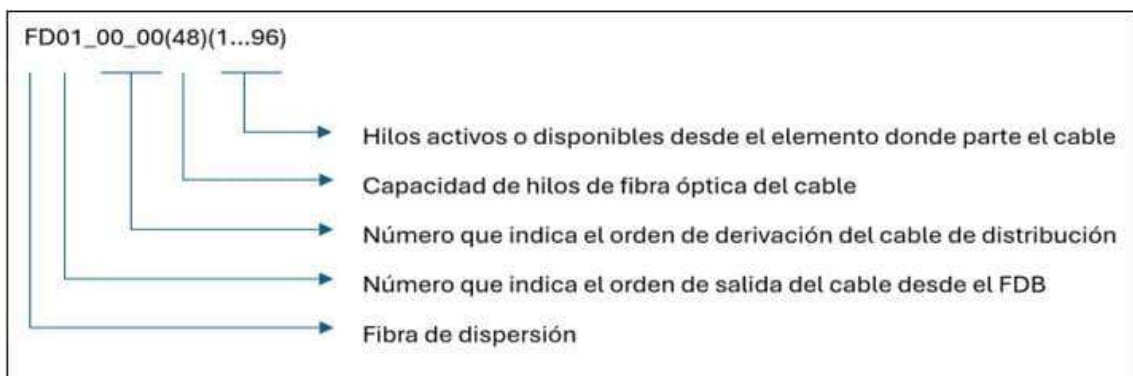 FD01_00_00(48)(1...96)
Hilos activos o disponibles desde el elemento donde parte el cable
Capacidad de hilos de fibra óptica del cable
Número que indica el orden de derivación del cable de distribución
Número que indica el orden de salida del cable desde el FDB
Fibra de dispersión